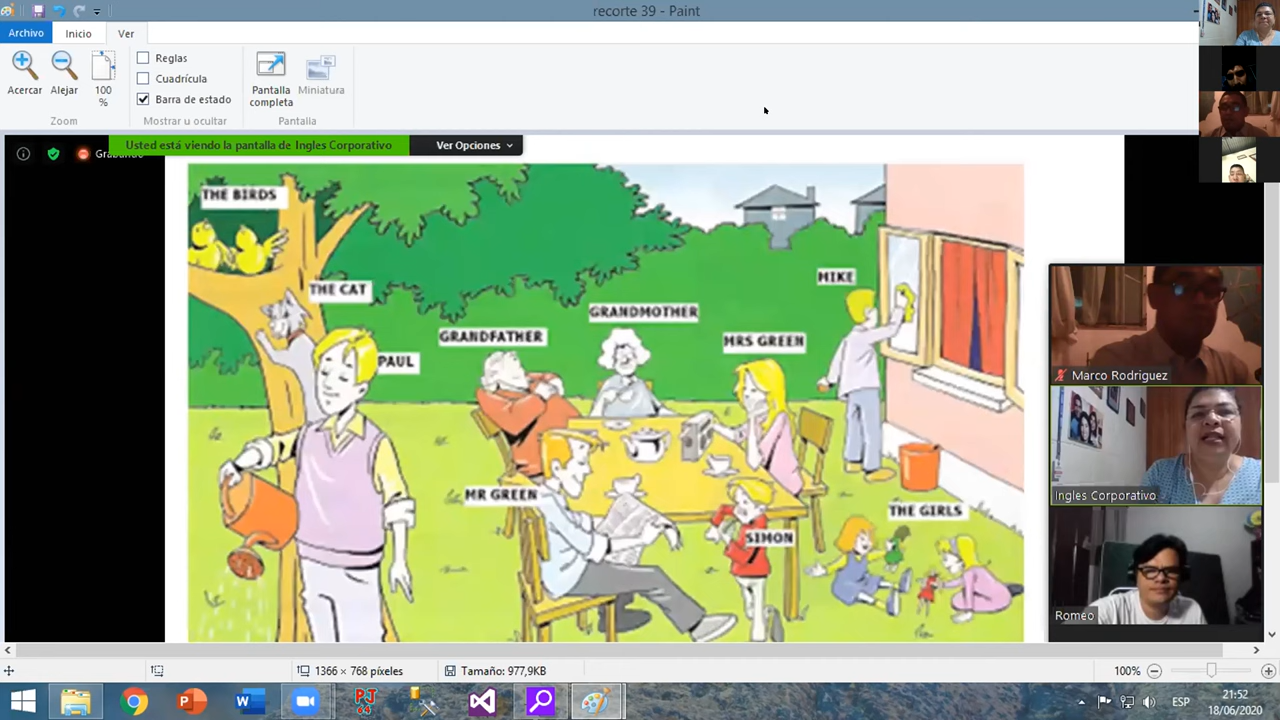 recorte 39 - Paint
Archivo
Inicio
Ver
Acercar
Alejar
100
%
Reglas
Cuadrícula
Barra de estado
Pantalla
completa
Miniatura
Zoom
Mostrar u ocultar
Pantalla
Usted está viendo la pantalla de Ingles Corporativo
Ver Opciones
THE BIRDS
THE CAT
PAUL
GRANDFATHER
GRANDMOTHER
MRS GREEN
MIKE
MR GREEN
SIMON
THE GIRLS
Marco Rodriguez
Ingles Corporativo
Romeo
1366 × 768 píxeles
Tamaño: 977,9KB
100%
ESP
21:52
18/06/2020